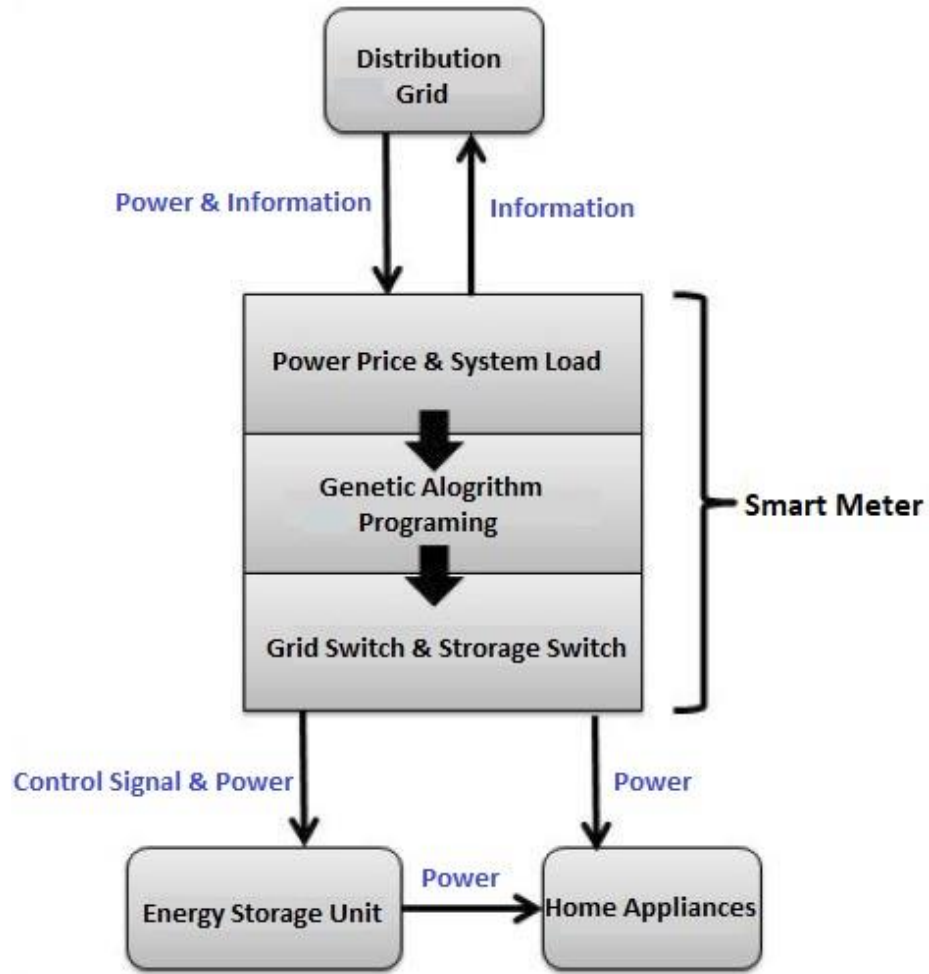 Distribution
Grid
Power & Information
Information
Power Price & System Load
Genetic Alogrithm
Programing
Smart Meter
Grid Switch & Strorage Switch
Control Signal & Power
Power
Power
Energy Storage Unit
Home Appliances